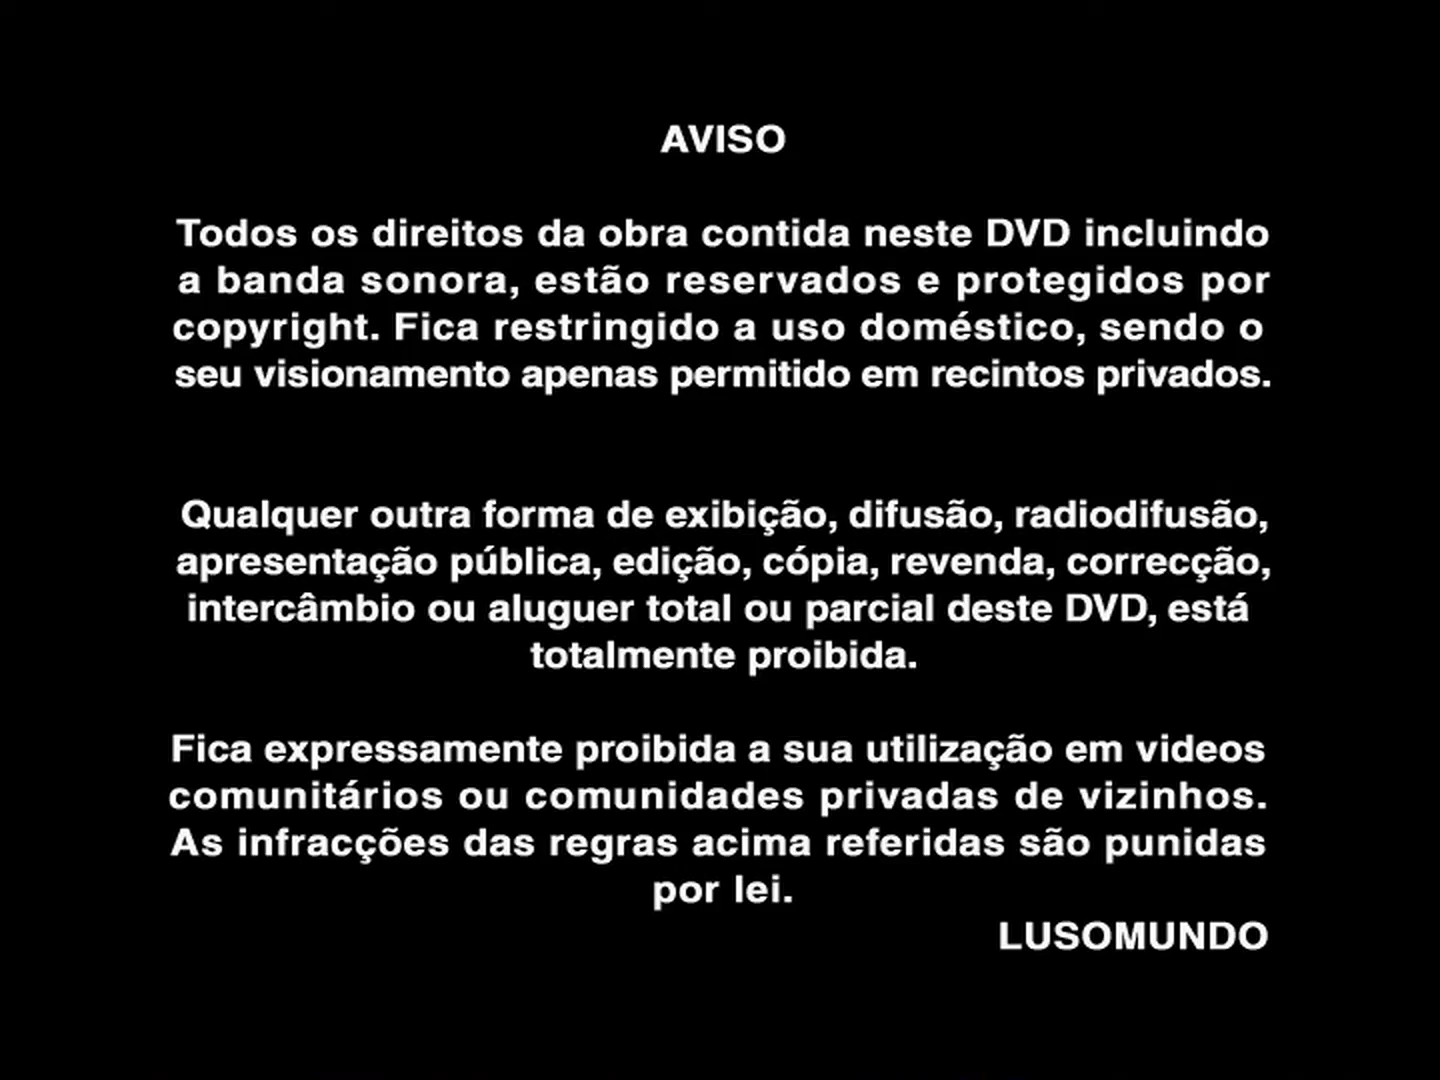 AVISO
Todos os direitos da obra contida neste DVD incluindo
a banda sonora, estão reservados e protegidos por
copyright. Fica restringido a uso doméstico, sendo o
seu visionamento apenas permitido em recintos privados.
Qualquer outra forma de exibição, difusão, radiodifusão,
apresentação pública, edição, cópia, revenda, correcção,
intercâmbio ou aluguer total ou parcial deste DVD, está
totalmente proibida.
Fica expressamente proibida a sua utilização em videos
comunitários ou comunidades privadas de vizinhos.
As infracções das regras acima referidas são punidas
por lei.
LUSOMUNDO